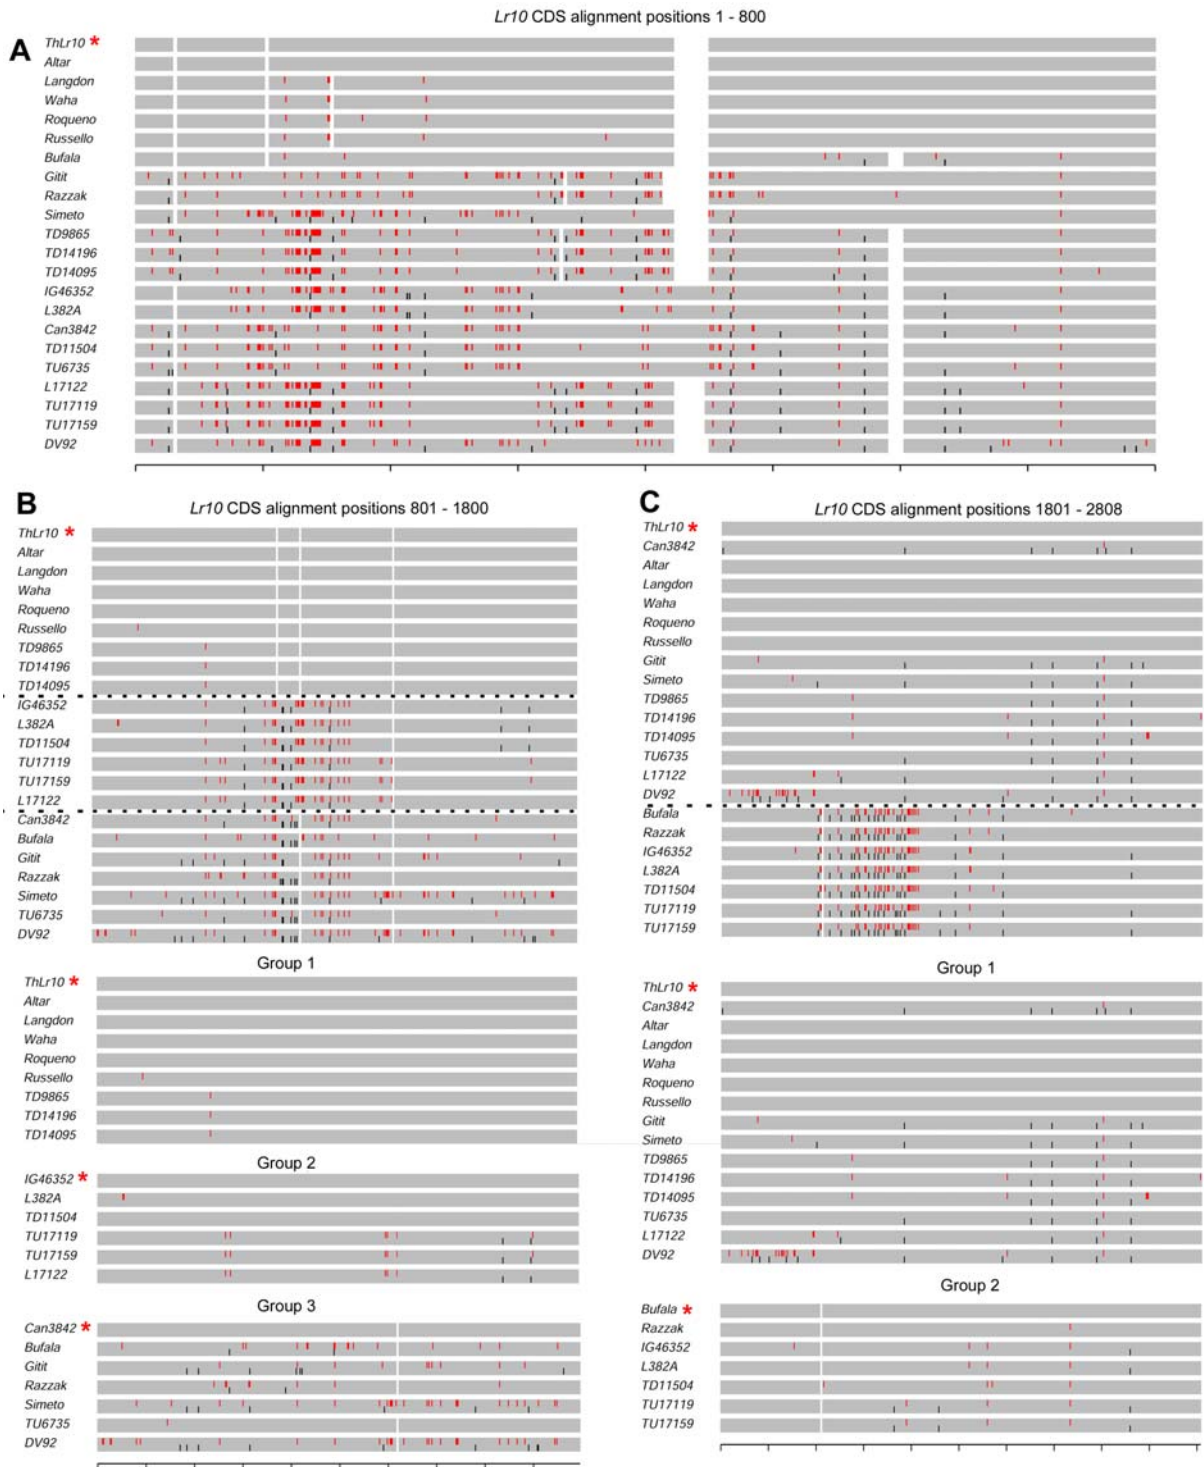 Lr10 CDS alignment positions 1 - 800
A
ThLr10 *
Altar
Langdon
Waha
Roqueno
Russello
Bufala
Gitit
Razzak
Simeto
TD9865
TD14196
TD14095
IG46352
L382A
Can3842
TD11504
TU6735
L17122
TU17119
TU17159
DV92
B
Lr10 CDS alignment positions 801 - 1800
ThLr10 *
Altar
Langdon
Waha
Roqueno
Russello
TD9865
TD14196
TD14095
IG46352
L382A
TD11504
TU17119
TU17159
L17122
Can3842
Bufala
Gitit
Razzak
Simeto
TU6735
DV92
Group 1
ThLr10 *
Altar
Langdon
Waha
Roqueno
Russello
TD9865
TD14196
TD14095
Group 2
IG46352 *
L382A
TD11504
TU17119
TU17159
L17122
Group 3
Can3842 *
Bufala
Gitit
Razzak
Simeto
TU6735
DV92
C
Lr10 CDS alignment positions 1801 - 2808
ThLr10 *
Can3842
Altar
Langdon
Waha
Roqueno
Russello
Gitit
Simeto
TD9865
TD14196
TD14095
TU6735
L17122
DV92
Bufala
Razzak
IG46352
L382A
TD11504
TU17119
TU17159
Group 1
ThLr10 *
Can3842
Altar
Langdon
Waha
Roqueno
Russello
Gitit
Simeto
TD9865
TD14196
TD14095
TU6735
L17122
DV92
Group 2
Bufala *
Razzak
IG46352
L382A
TD11504
TU17119
TU17159